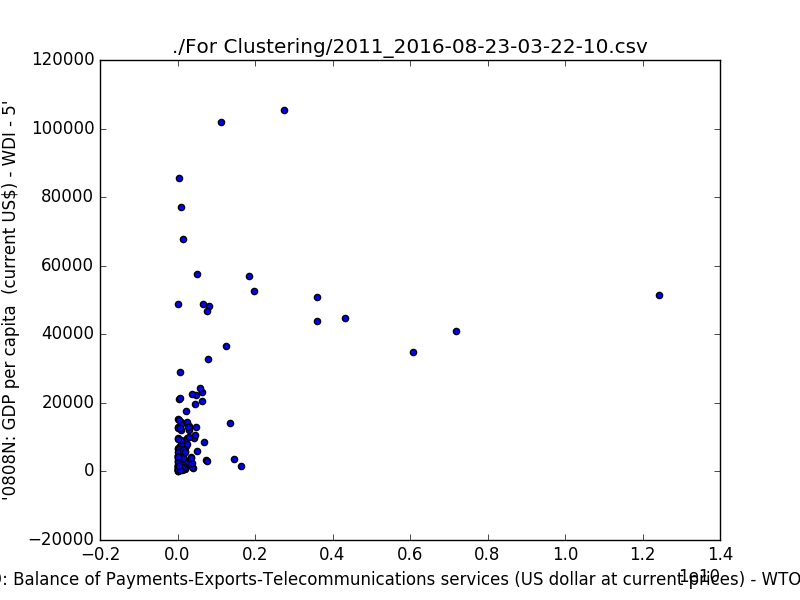 ./For Clustering/2011_2016-08-23-03-22-10.csv
120000
100000
80000
60000
40000
20000
0
−20000
'0808N: GDP per capita  (current US$) - WDI - 5'
−0.2 0.0 0.2 0.4 0.6 0.8 1.0 1.2 1.4
1e10
: Balance of Payments-Exports-Telecommunications services (US dollar at current prices) - WTO